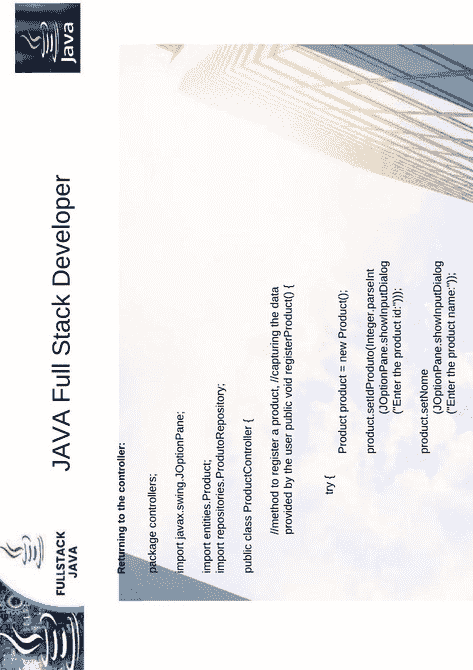 FULLSTACK
JAVA
JAVA Full Stack Developer
Java
Returning to the controller:
package controllers;
import javax.swing.JOptionPane;
import entities.Product;
import repositories.ProdutoRepository;
public class ProductController {
//method to register a product, //capturing the data
provided by the user public void registerProduct() {
try {
Product product = new Product();
product.setIdProduto(Integer.parseInt
(JOptionPane.showInputDialog
("Enter the product id:")));
product.setNome
(JOptionPane.showInputDialog
("Enter the product name:"));